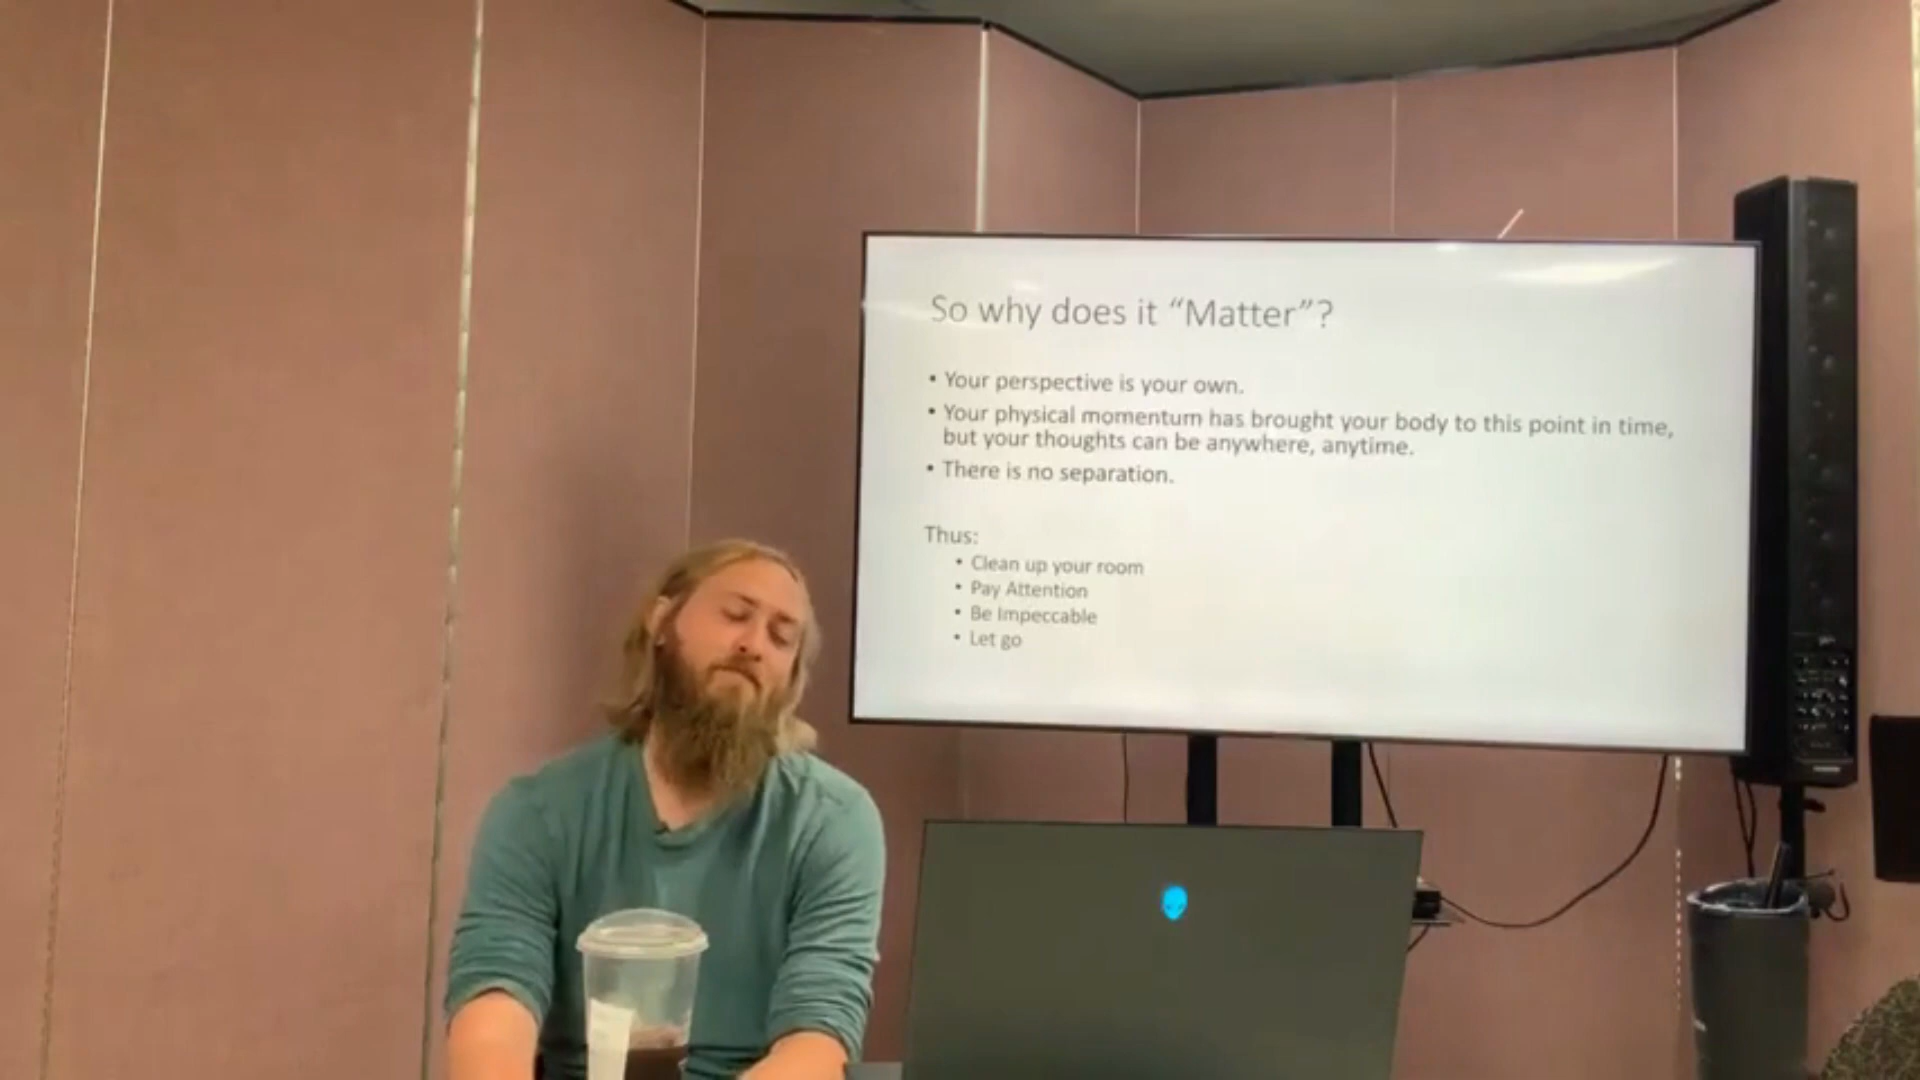 So why does it “Matter”?
• Your perspective is your own.
• Your physical momentum has brought your body to this point in time,
but your thoughts can be anywhere, anytime.
• There is no separation.
Thus:
• Clean up your room
• Pay Attention
• Be Impeccable
• Let go